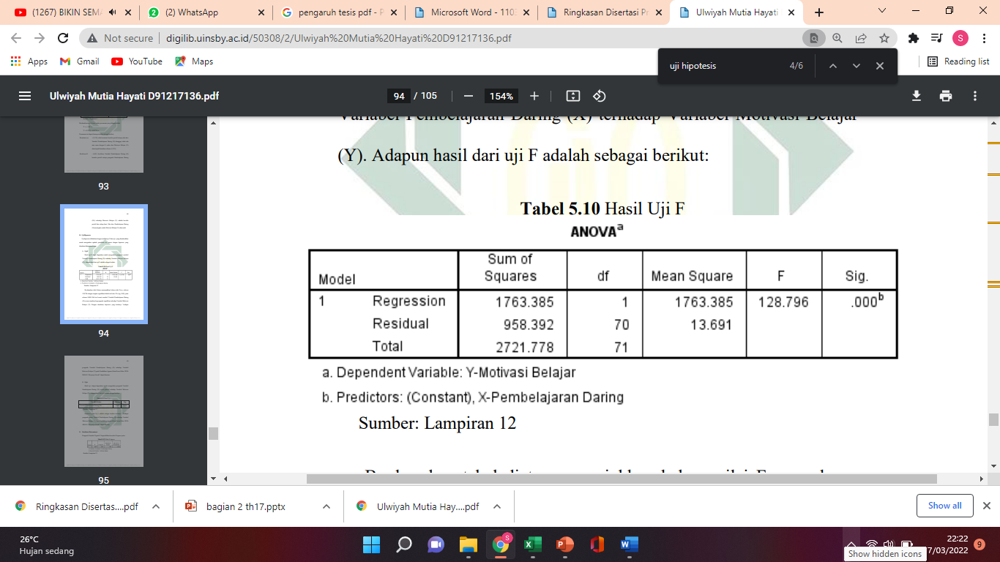 (1267) BIKIN SEMA
(2) WhatsApp
pengaruh tesis pdf - P
Microsoft Word - 1103
Ringkasan Disertasi Pr
Ulwiyah Mutia Hayati
Not secure | digilib.uinsby.ac.id/50308/2/Ulwiyah%20Mutia%20Hayati%20D91217136.pdf
Apps
Gmail
YouTube
Maps
Reading list
uji hipotesis
4/6
Ulwiyah Mutia Hayati D91217136.pdf
94 / 105
154%
93
94
95
Variabel Pembelajaran Daring (X) terhadap Variabel Motivasi Belajar
(Y). Adapun hasil dari uji F adalah sebagai berikut:
Tabel 5.10 Hasil Uji F
ANOVAa
Model Sum of Squares df Mean Square F Sig.
1 Regression 1763.385 1 1763.385 128.796 .000b
Residual 958.392 70 13.691
Total 2721.778 71
a. Dependent Variable: Y-Motivasi Belajar
b. Predictors: (Constant), X-Pembelajaran Daring
Sumber: Lampiran 12
Ringkasan Disertas....pdf
bagian 2 th17.pptx
Ulwiyah Mutia Hay....pdf
Show all
26°C
Hujan sedang
22:22
7/03/2022
9
Show hidden icons